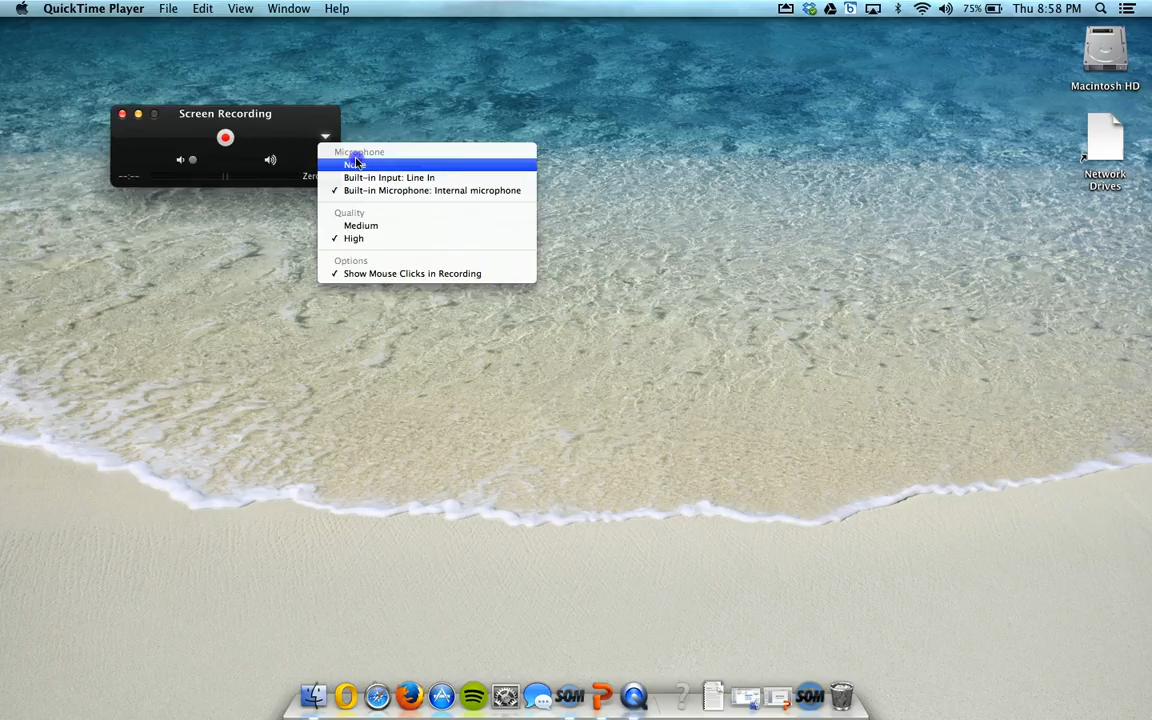 QuickTime Player File Edit View Window Help
75% Thu 8:58 PM
Macintosh HD
Network
Drives
Screen Recording
--:--
Microphone
Built-in Input: Line In
✓ Built-in Microphone: Internal microphone
Quality
Medium
✓ High
Options
✓ Show Mouse Clicks in Recording
SOM
SOM